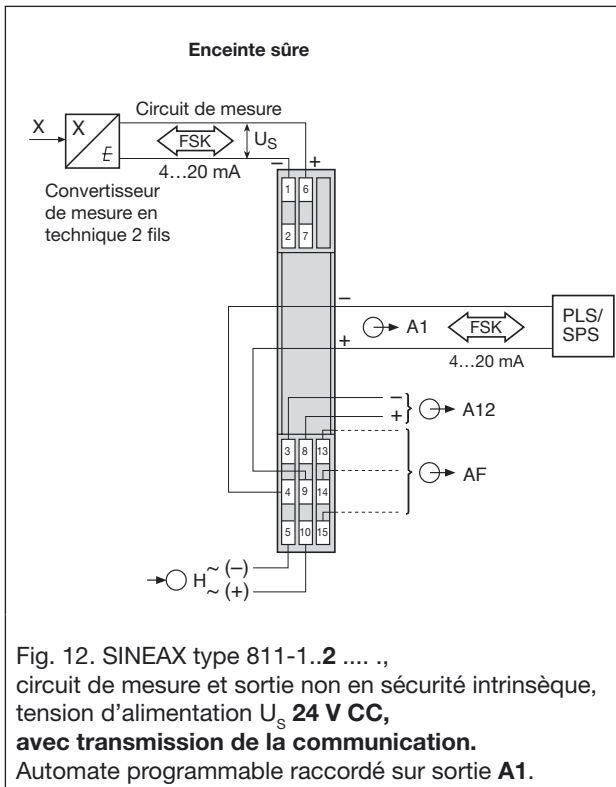 Enceinte sûre
Circuit de mesure
X
X
E
FSK
U_S
4...20 mA
–
+
Convertisseur
de mesure en
technique 2 fils
1 6
2 7
–
A1
FSK
PLS/
SPS
+
4...20 mA
–
+
A12
3 8 13
AF
4 9 14
5 10 15
H
~ (–)
~ (+)
Fig. 12. SINEAX type 811-1..2 .... .,
circuit de mesure et sortie non en sécurité intrinsèque,
tension d'alimentation U_S 24 V CC,
avec transmission de la communication.
Automate programmable raccordé sur sortie A1.